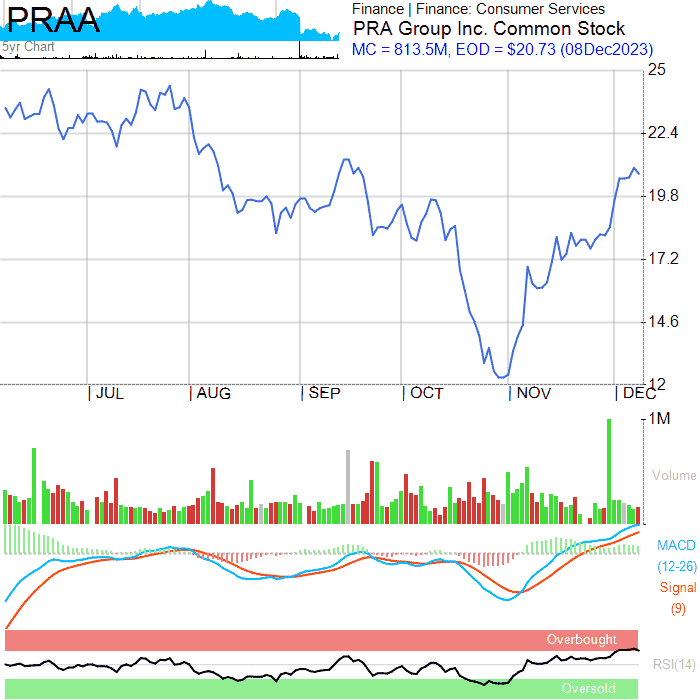 PRAA
5yr Chart
Finance | Finance: Consumer Services
PRA Group Inc. Common Stock
MC = 813.5M, EOD = $20.73 (08Dec2023)
25
22.4
19.8
17.2
14.6
12
JUL AUG SEP OCT NOV DEC
1M
Volume
MACD
(12-26)
Signal
(9)
Overbought
RSI(14)
Oversold